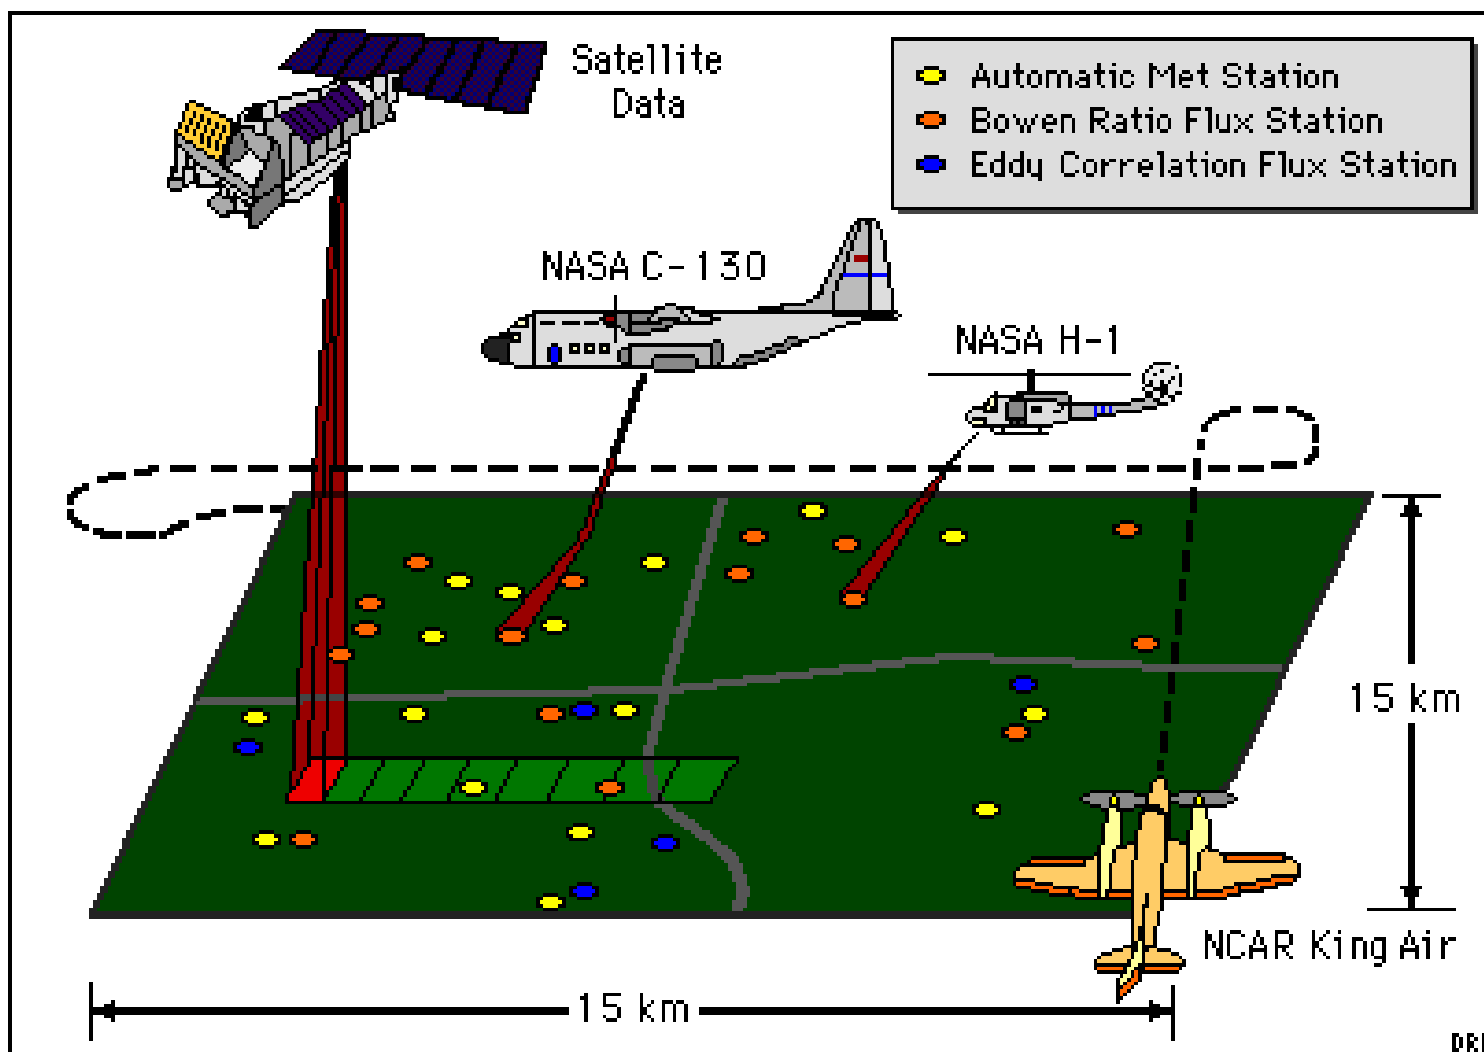 Satellite
Data
Automatic Met Station
Bowen Ratio Flux Station
Eddy Correlation Flux Station
NASA C-130
NASA H-1
15 km
NCAR King Air
15 km